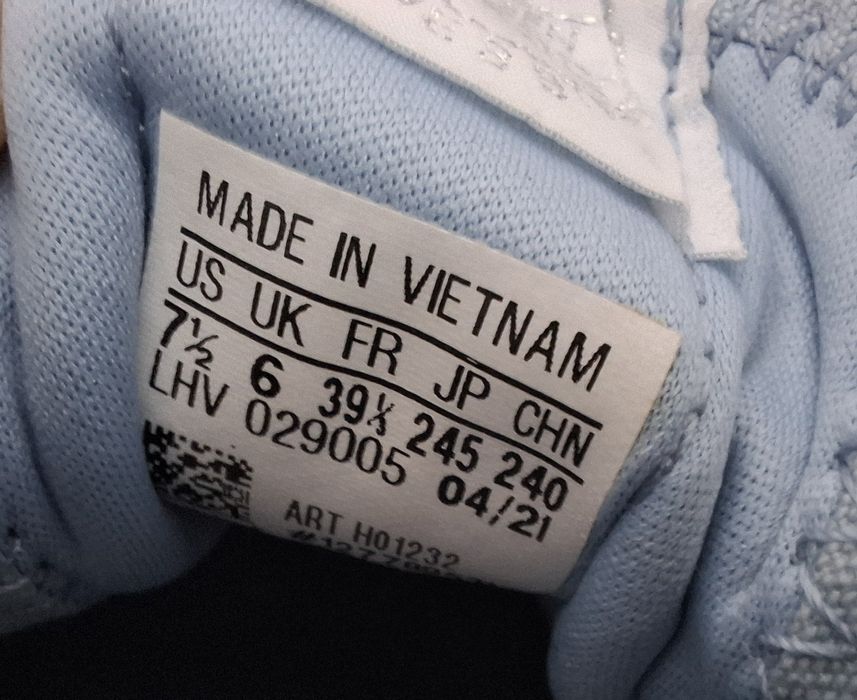 MADE IN VIETNAM
US UK FR JP CHN
7½ 6 39⅓ 245 240
LHV 029005 04/21
ART H01232